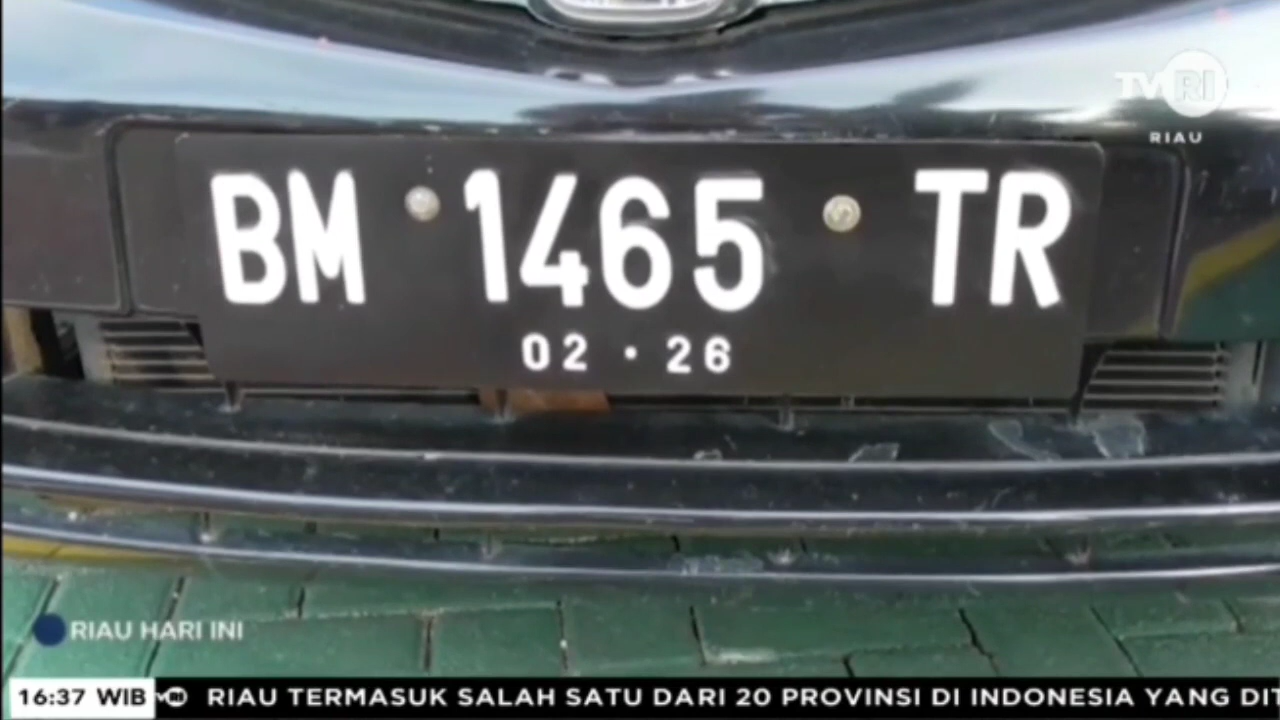 TVRI
RIAU
BM 1465 TR
02 · 26
RIAU HARI INI
16:37 WIB RIAU TERMASUK SALAH SATU DARI 20 PROVINSI DI INDONESIA YANG DIT